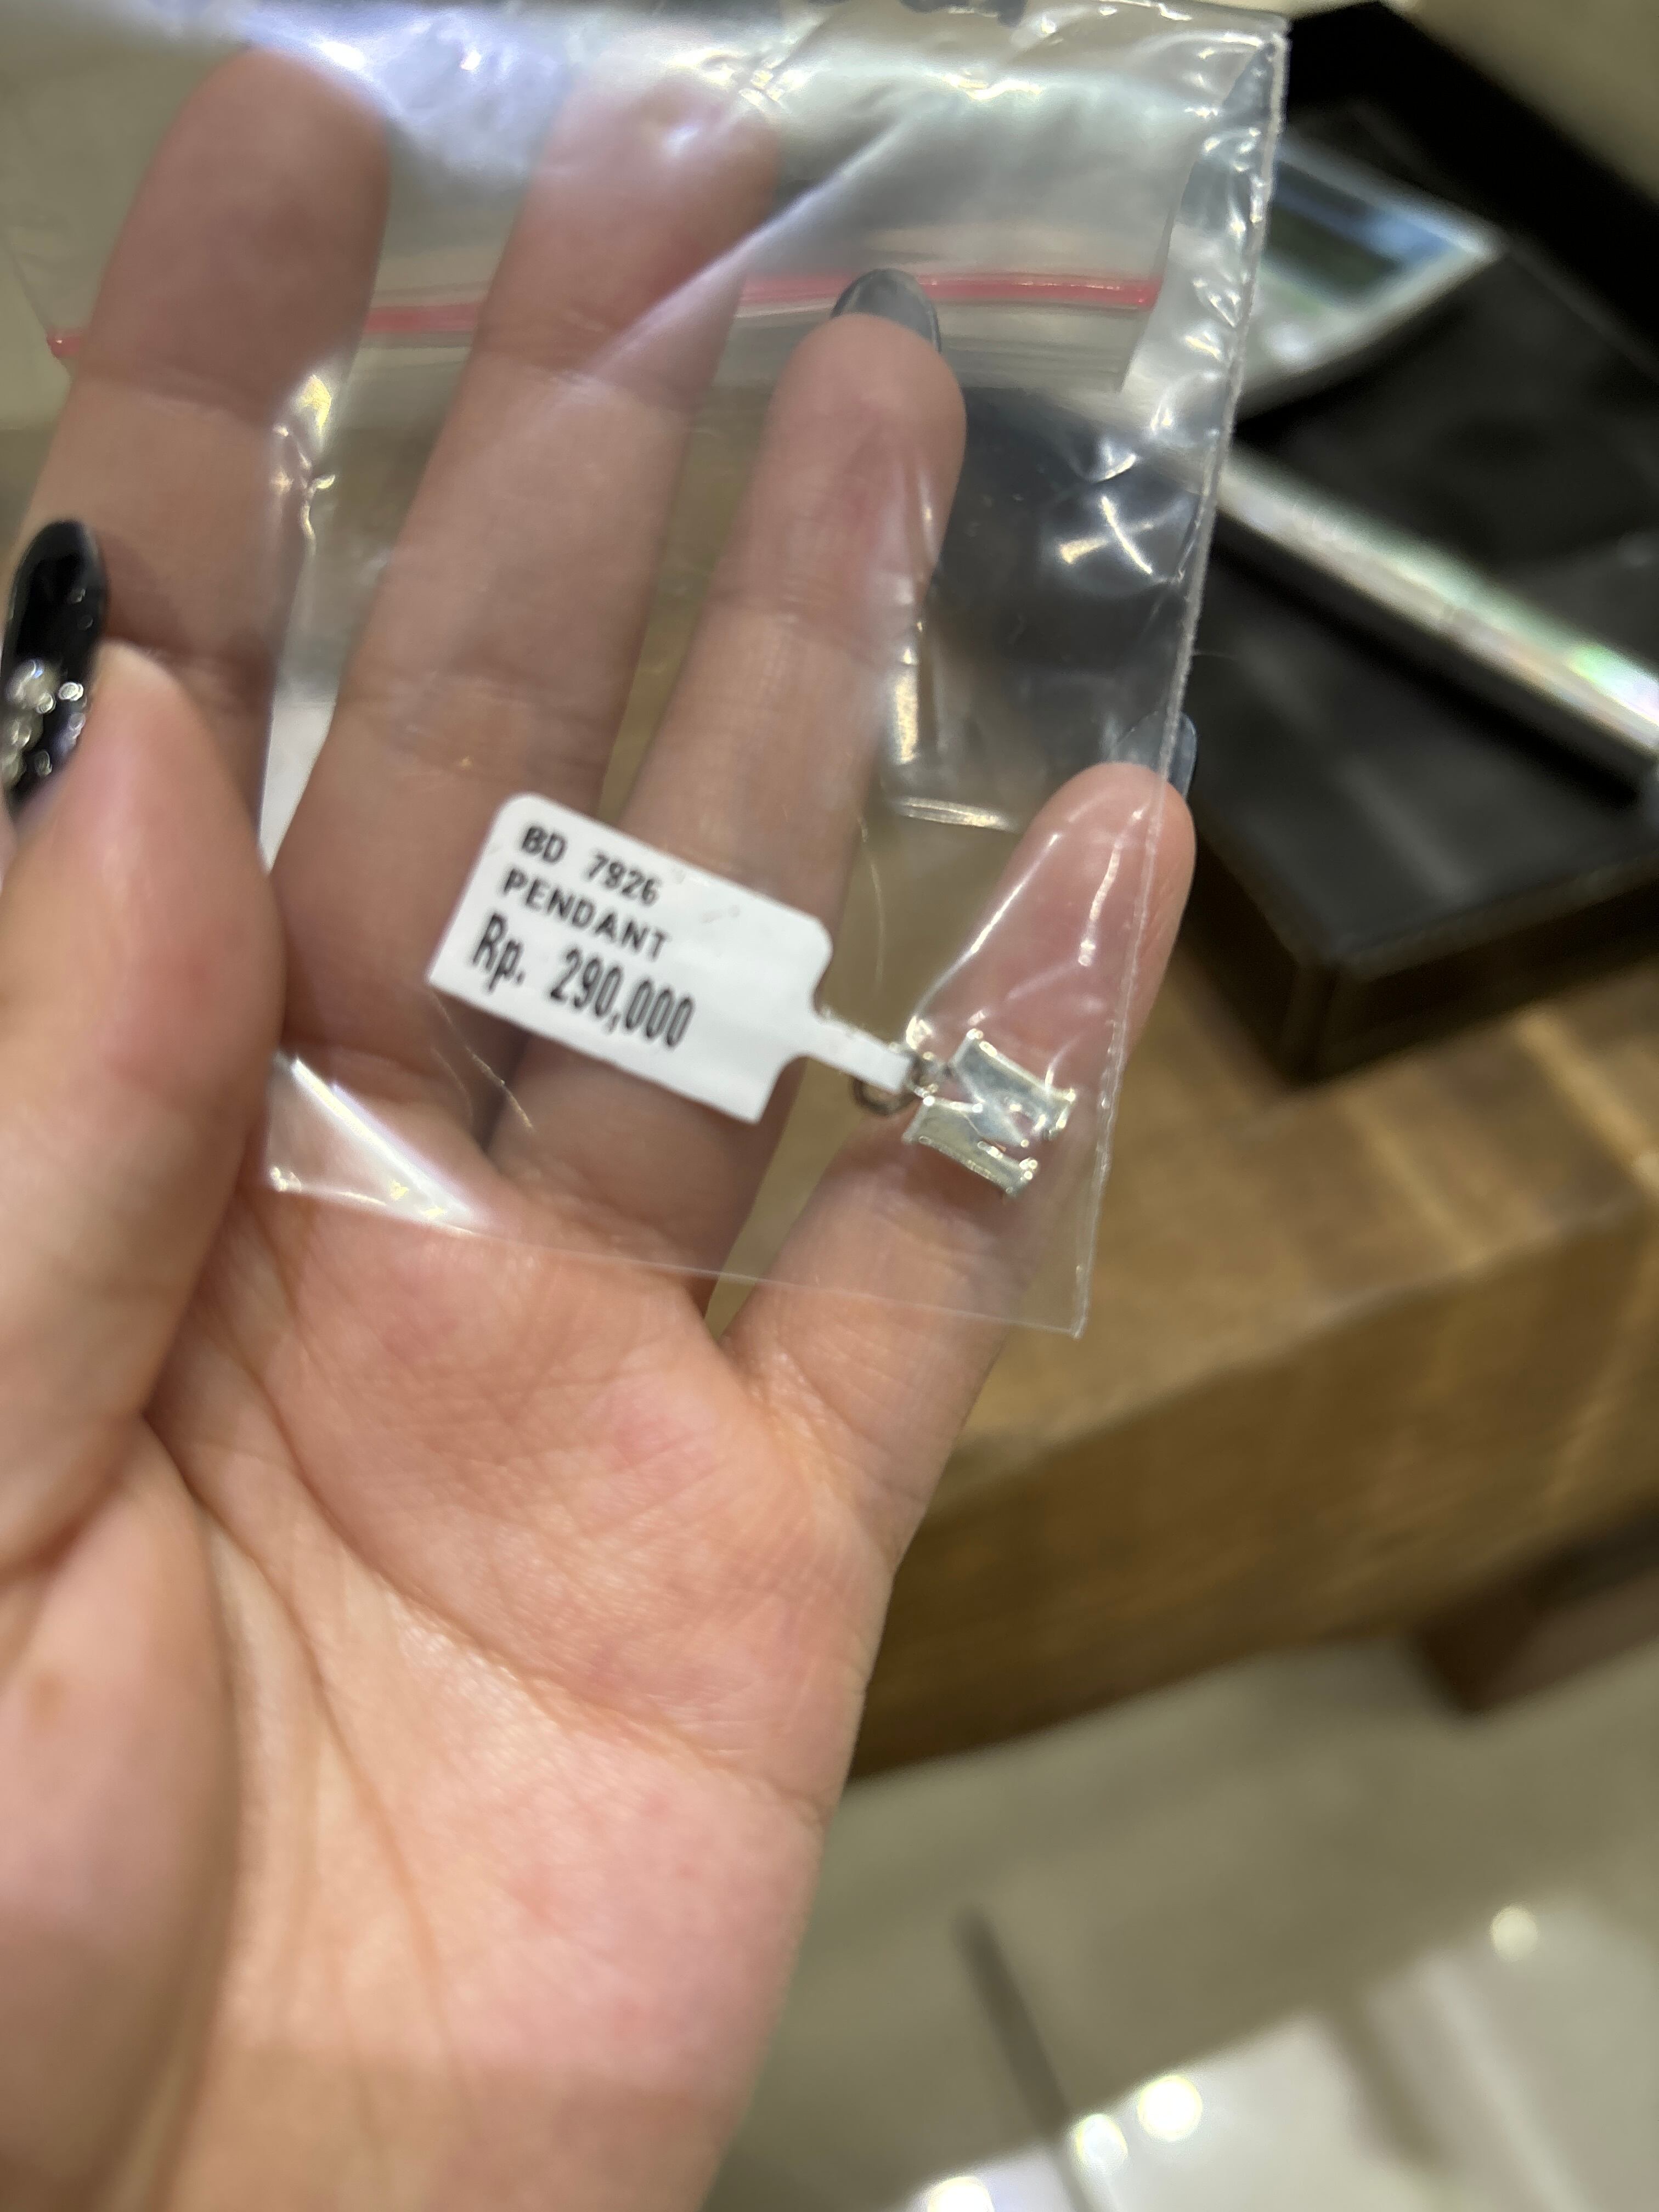 BD 7926
PENDANT
Rp. 290,000
M